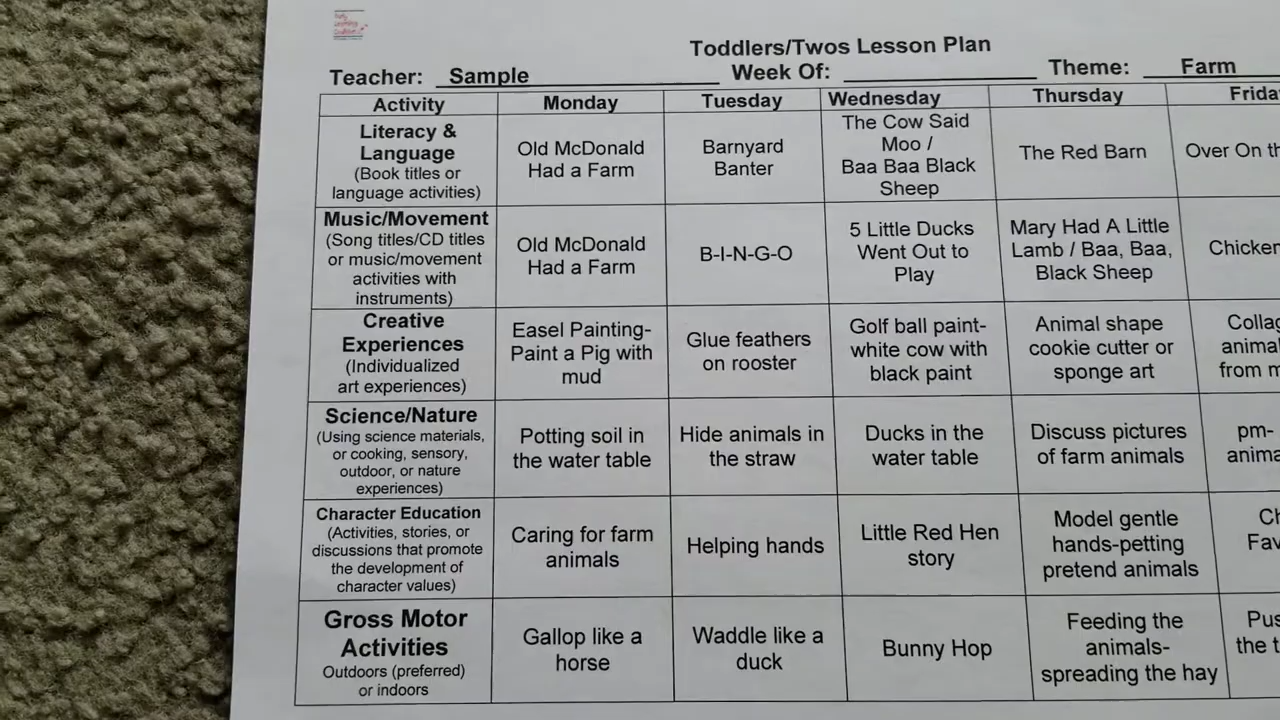 Toddlers/Twos Lesson Plan
Teacher: Sample Week Of: Theme: Farm
Activity Monday Tuesday Wednesday Thursday
Literacy &
Language
(Book titles or
language activities)
Old McDonald
Had a Farm
Barnyard
Banter
The Cow Said
Moo /
Baa Baa Black
Sheep
The Red Barn
Over On
Music/Movement
(Song titles/CD titles
or music/movement
activities with
instruments)
Old McDonald
Had a Farm
B-I-N-G-O
5 Little Ducks
Went Out to
Play
Mary Had A Little
Lamb / Baa, Baa,
Black Sheep
Creative
Experiences
(Individualized
art experiences)
Easel Painting-
Paint a Pig with
mud
Glue feathers
on rooster
Golf ball paint-
white cow with
black paint
Animal shape
cookie cutter or
sponge art
from
Science/Nature
(Using science materials,
or cooking, sensory,
outdoor, or nature
experiences)
Potting soil in
the water table
Hide animals in
the straw
Ducks in the
water table
Discuss pictures
of farm animals
pm-
Character Education
(Activities, stories, or
discussions that promote
the development of
character values)
Caring for farm
animals
Helping hands
Little Red Hen
story
Model gentle
hands-petting
pretend animals
Gross Motor
Activities
Outdoors (preferred)
or indoors
Gallop like a
horse
Waddle like a
duck
Bunny Hop
Feeding the
animals-
spreading the hay
the